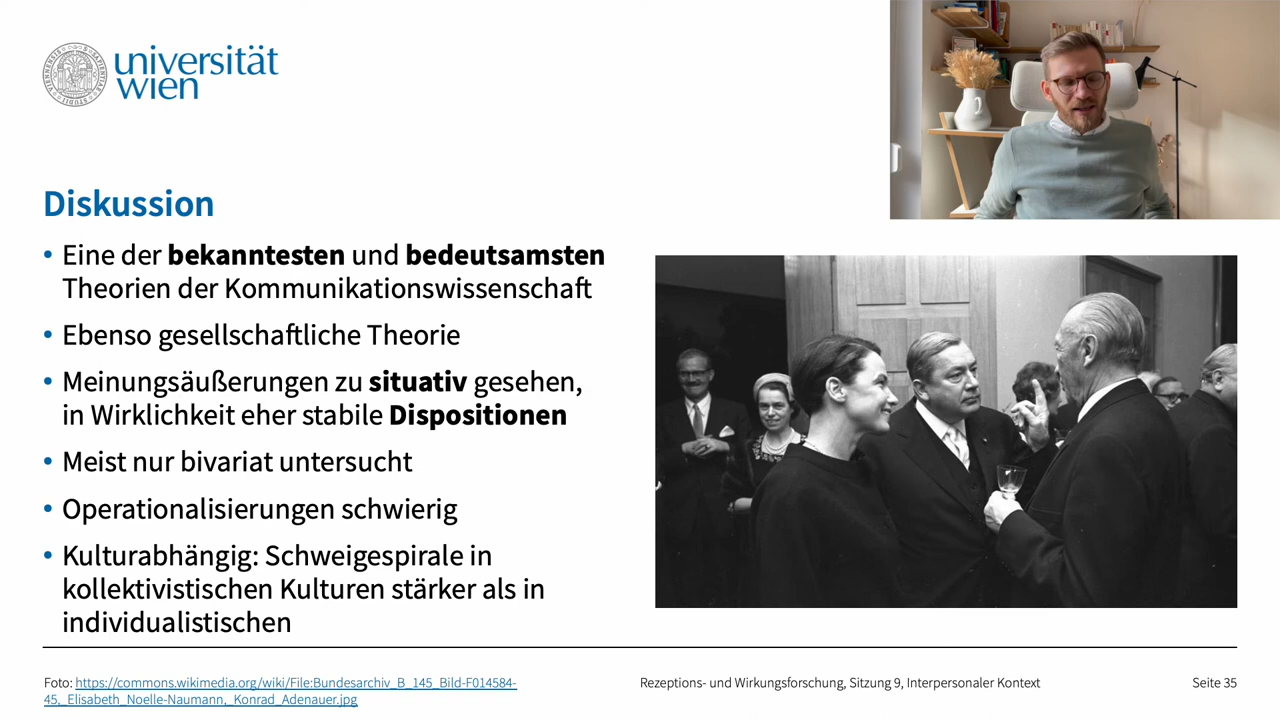 universität
wien
Diskussion
• Eine der bekanntesten und bedeutsamsten
Theorien der Kommunikationswissenschaft
• Ebenso gesellschaftliche Theorie
• Meinungsäußerungen zu situativ gesehen,
in Wirklichkeit eher stabile Dispositionen
• Meist nur bivariat untersucht
• Operationalisierungen schwierig
• Kulturabhängig: Schweigespirale in
kollektivistischen Kulturen stärker als in
individualistischen
Foto: https://commons.wikimedia.org/wiki/File:Bundesarchiv_B_145_Bild-F014584-
45,_Elisabeth_Noelle-Naumann,_Konrad_Adenauer.jpg
Rezeptions- und Wirkungsforschung, Sitzung 9, Interpersonaler Kontext
Seite 35